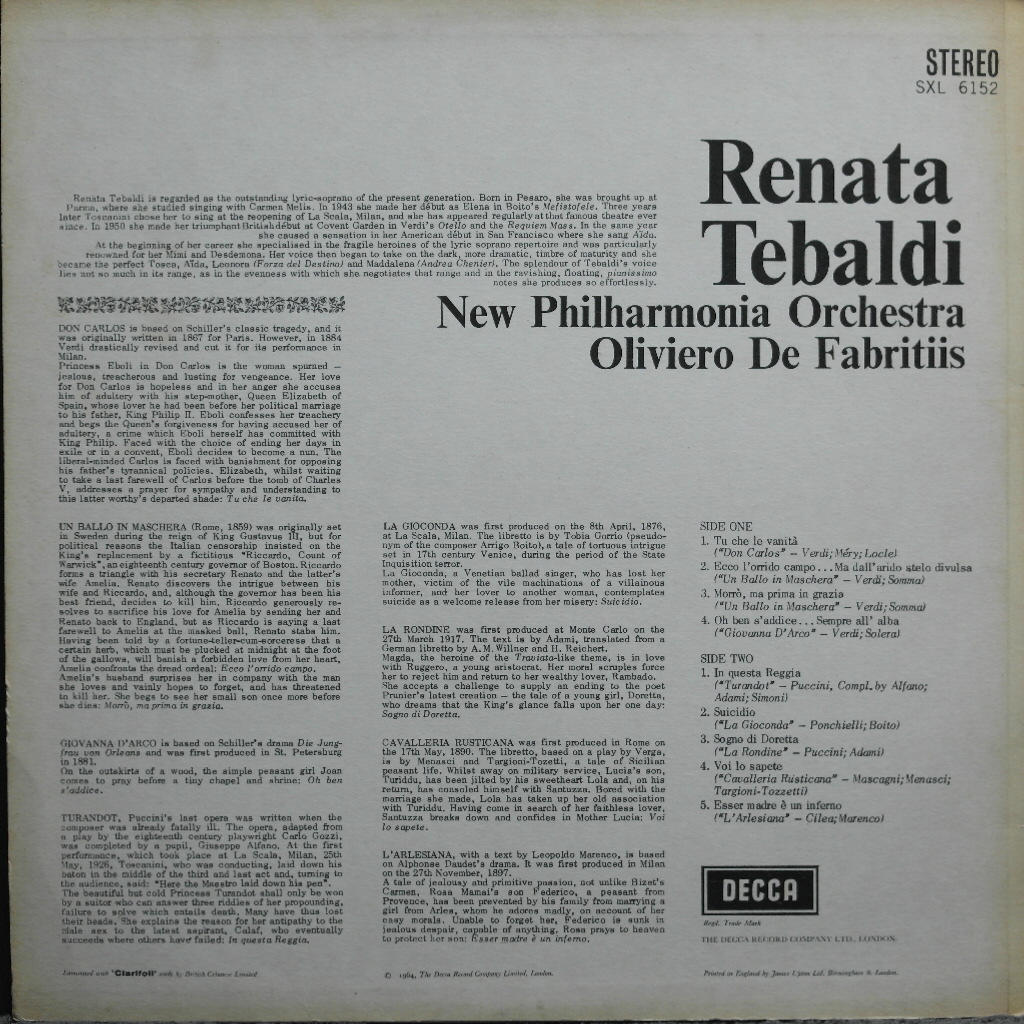 STEREO
SXL 6152
Renata
Tebaldi
New Philharmonia Orchestra
Oliviero De Fabritiis
Renata Tebaldi is regarded as the outstanding lyric-soprano of the present generation. Born in Pesaro, she was brought up at
Parma, where she studied singing with Carmen Melis. In 1943 she made her début as Elena in Boito's Mefistofele. Three years
later Toscanini chose her to sing at the reopening of La Scala, Milan, and she has appeared regularly at that famous theatre ever
since. In 1950 she made her triumphant British début at Covent Garden in Verdi's Otello and the Requiem Mass. In the same year
she caused a sensation in her American début in San Francisco where she sang Aïda.
At the beginning of her career she specialised in the fragile heroines of the lyric soprano repertoire and was particularly
renowned for her Mimi and Desdemona. Her voice then began to take on the dark, more dramatic, timbre of maturity and she
became the perfect Tosca, Aïda, Leonora (Forza del Destino) and Maddalena (Andrea Chenier). The splendour of Tebaldi's voice
lies not so much in its range, as in the evenness with which she negotiates that range and in the ravishing, floating, pianissimo
notes she produces so effortlessly.
DON CARLOS is based on Schiller's classic tragedy, and it
was originally written in 1867 for Paris. However, in 1884
Verdi drastically revised and cut it for its performance in
Milan.
Princess Eboli in Don Carlos is the woman spurned –
jealous, treacherous and lusting for vengeance. Her love
for Don Carlos is hopeless and in her anger she accuses
him of adultery with his step-mother, Queen Elizabeth of
Spain, whose lover he had been before her political marriage
to his father, King Philip II. Eboli confesses her treachery
and begs the Queen's forgiveness for having accused her of
adultery, a crime which Eboli herself has committed with
King Philip. Faced with the choice of ending her days in
exile or in a convent, Eboli decides to become a nun. The
liberal-minded Carlos is faced with banishment for opposing
his father's tyrannical policies. Elizabeth, whilst waiting
to take a last farewell of Carlos before the tomb of Charles
V, addresses a prayer for sympathy and understanding to
this latter worthy's departed shade: Tu che le vanita.
UN BALLO IN MASCHERA (Rome, 1859) was originally set
in Sweden during the reign of King Gustavus III, but for
political reasons the Italian censorship insisted on the
King's replacement by a fictitious "Riccardo, Count of
Warwick", an eighteenth century governor of Boston. Riccardo
forms a triangle with his secretary Renato and the latter's
wife Amelia. Renato discovers the intrigue between his
wife and Riccardo, and, although the governor has been his
best friend, decides to kill him. Riccardo generously re-
solves to sacrifice his love for Amelia by sending her and
Renato back to England, but as Riccardo is saying a last
farewell to Amelia at the masked ball, Renato stabs him.
Having been told by a fortune-teller-cum-sorceress that a
certain herb, which must be plucked at midnight at the foot
of the gallows, will banish a forbidden love from her heart,
Amelia confronts the dread ordeal: Ecco l'orrido campo.
Amelia's husband surprises her in company with the man
she loves and vainly hopes to forget, and has threatened
to kill her. She begs to see her small son once more before
she dies: Morrò, ma prima in grazia.
GIOVANNA D'ARCO is based on Schiller's drama Die Jung-
frau von Orleans and was first produced in St. Petersburg
in 1881.
On the outskirts of a wood, the simple peasant girl Joan
comes to pray before a tiny chapel and shrine: Oh ben
s'addice.
TURANDOT, Puccini's last opera was written when the
composer was already fatally ill. The opera, adapted from
a play by the eighteenth century playwright Carlo Gozzi,
was completed by a pupil, Giuseppe Alfano. At the first
performance, which took place at La Scala, Milan, 25th
May, 1926, Toscanini, who was conducting, laid down his
baton in the middle of the third and last act and, turning to
the audience, said: "Here the Maestro laid down his pen".
The beautiful but cold Princess Turandot shall only be won
by a suitor who can answer three riddles of her propounding,
failure to solve which entails death. Many have thus lost
their heads. She explains the reason for her antipathy to the
male sex to the latest aspirant, Calaf, who eventually
succeeds where others have failed: In questa Reggia.
LA GIOCONDA was first produced on the 8th April, 1876,
at La Scala, Milan. The libretto is by Tobia Gorrio (pseudo-
nym of the composer Arrigo Boito), a tale of tortuous intrigue
set in 17th century Venice, during the period of the State
Inquisition terror.
La Gioconda, a Venetian ballad singer, who has lost her
mother, victim of the vile machinations of a villainous
informer, and her lover to another woman, contemplates
suicide as a welcome release from her misery: Suicidio.
LA RONDINE was first produced at Monte Carlo on the
27th March 1917. The text is by Adami, translated from a
German libretto by A.M. Willner and H. Reichert.
Magda, the heroine of the Traviata-like theme, is in love
with Ruggero, a young aristocrat. Her moral scruples force
her to reject him and return to her wealthy lover, Rambado.
She accepts a challenge to supply an ending to the poet
Prunier's latest creation – the tale of a young girl, Doretta,
who dreams that the King's glance falls upon her one day:
Sogno di Doretta.
CAVALLERIA RUSTICANA was first produced in Rome on
the 17th May, 1890. The libretto, based on a play by Verga,
is by Menasci and Targioni-Tozetti, a tale of Sicilian
peasant life. Whilst away on military service, Lucia's son,
Turiddu, has been jilted by his sweetheart Lola and, on his
return, has consoled himself with Santuzza. Bored with the
marriage she made, Lola has taken up her old association
with Turiddu. Having come in search of her faithless lover,
Santuzza breaks down and confides in Mother Lucia: Voi
lo sapete.
L'ARLESIANA, with a text by Leopoldo Marenco, is based
on Alphonse Daudet's drama. It was first produced in Milan
on the 27th November, 1897.
A tale of jealousy and primitive passion, not unlike Bizet's
Carmen, Rosa Mamai's son Federico, a peasant from
Provence, has been prevented by his family from marrying a
girl from Arles, whom he adores madly, on account of her
easy morals. Unable to forget her, Federico is sunk in
jealous despair, capable of anything. Rosa prays to heaven
to protect her son: Esser madre è un inferno.
SIDE ONE
1. Tu che le vanità
("Don Carlos" – Verdi; Méry; Locle)
2. Ecco l'orrido campo... Ma dall'arido stelo divulsa
("Un Ballo in Maschera" – Verdi; Somma)
3. Morrò, ma prima in grazia
("Un Ballo in Maschera" – Verdi; Somma)
4. Oh ben s'addice... Sempre all' alba
("Giovanna D'Arco" – Verdi; Solera)
SIDE TWO
1. In questa Reggia
("Turandot" – Puccini, Compl. by Alfano;
Adami; Simoni)
2. Suicidio
("La Gioconda" – Ponchielli; Boito)
3. Sogno di Doretta
("La Rondine" – Puccini; Adami)
4. Voi lo sapete
("Cavalleria Rusticana" – Mascagni; Menasci;
Targioni-Tozzetti)
5. Esser madre è un inferno
("L'Arlesiana" – Cilea; Marenco)
DECCA
Regd. Trade Mark
THE DECCA RECORD COMPANY LTD., LONDON.
Laminated with 'Clarifoil' made by British Celanese Limited
© 1964, The Decca Record Company Limited, London.
Printed in England by James Upton Ltd. Birmingham & London.